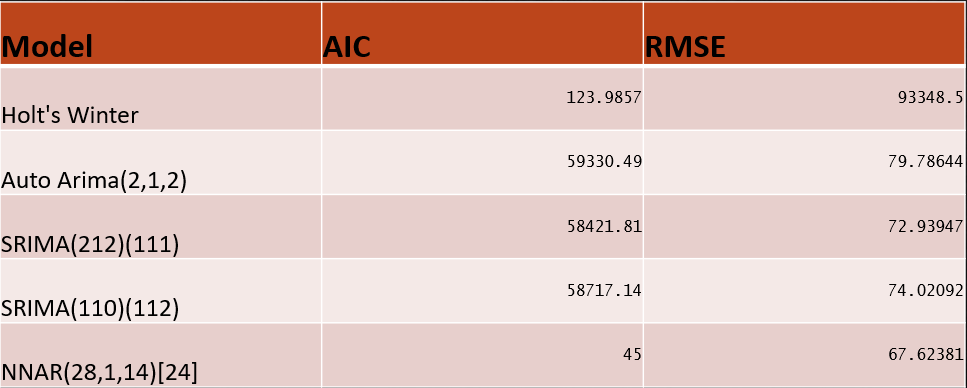 Model AIC RMSE
Holt's Winter 123.9857 93348.5
Auto Arima(2,1,2) 59330.49 79.78644
SRIMA(212)(111) 58421.81 72.93947
SRIMA(110)(112) 58717.14 74.02092
NNAR(28,1,14)[24] 45 67.62381